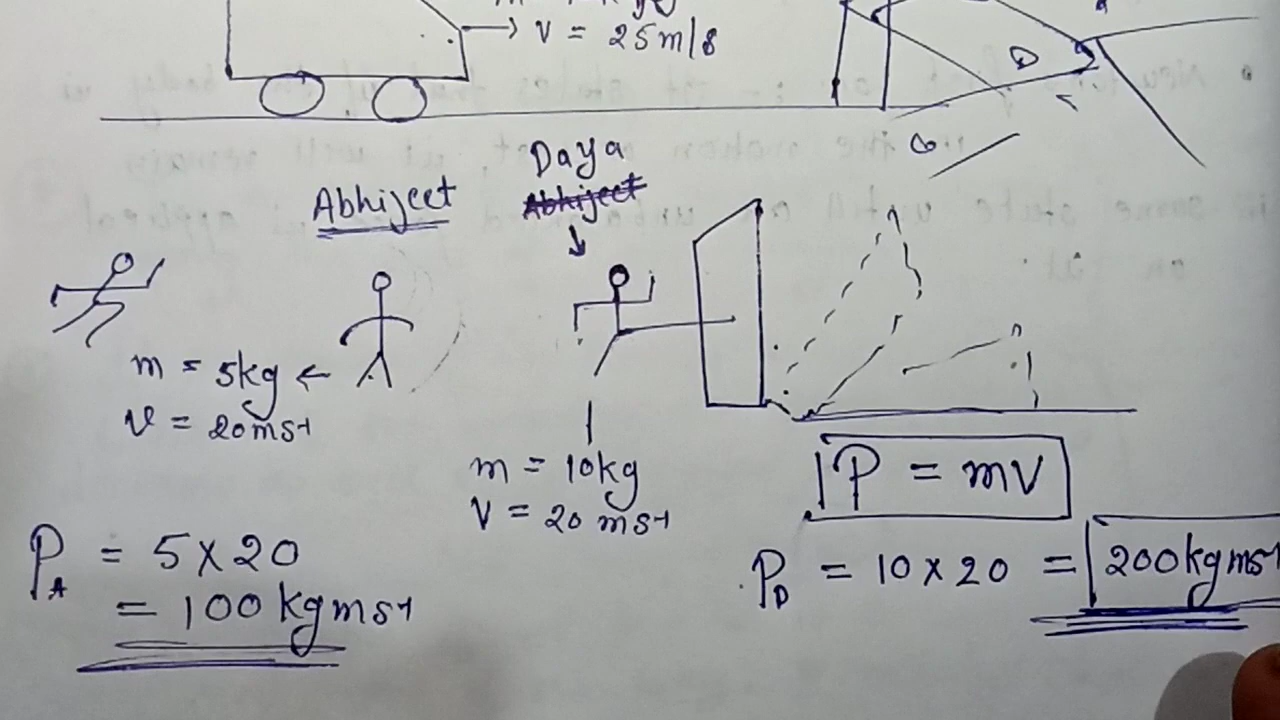 → V = 25m/s
Daya
Abhijeet
Abhijeet
m = 5kg ←
V = 20ms-1
m = 10kg
V = 20 ms-1
P = mV
PA = 5 x 20
= 100 kgms-1
PD = 10 x 20 = 200kgms-1